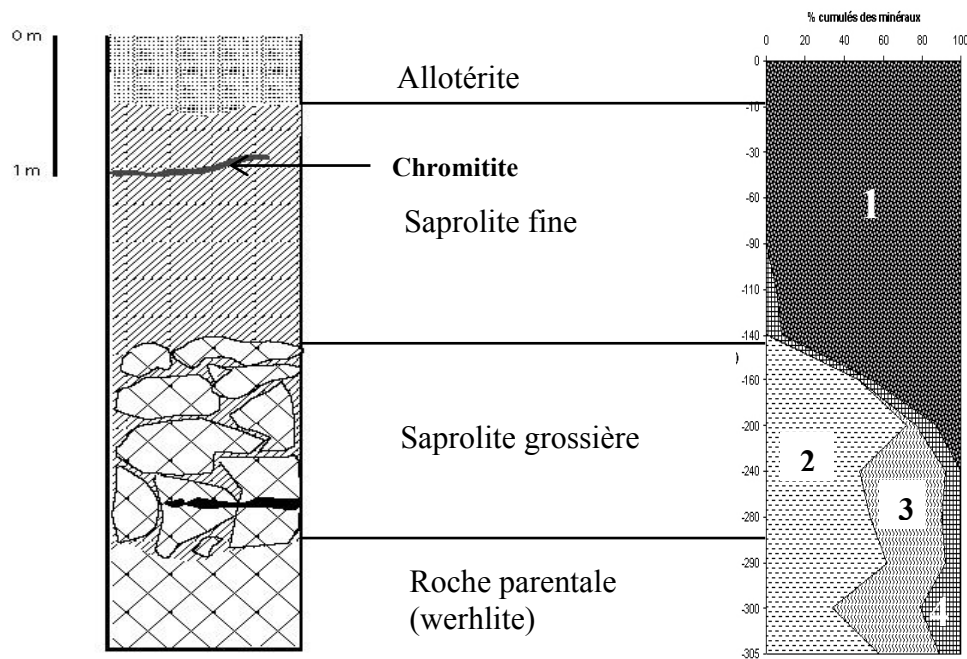 % cumulés des minéraux
0 20 40 60 80 100
0 m
1 m
Allotérite
Chromitite
Saprolite fine
Saprolite grossière
Roche parentale
(werhlite)
0
-10
-30
-60
-90
-110
-140
)
-160
-200
-240
-280
-290
-300
-305
1
2
3
4